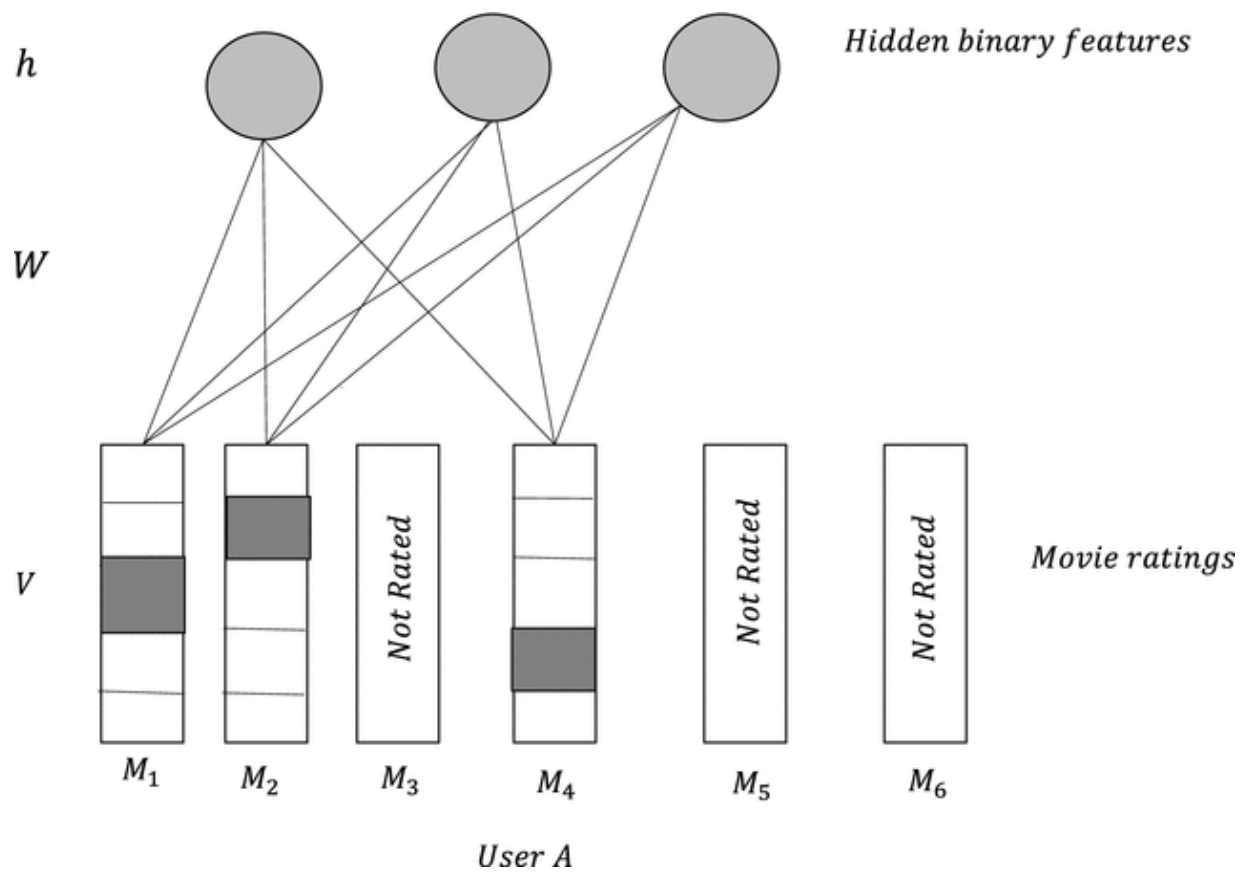 h
Hidden binary features
W
V
Not Rated
Not Rated
Not Rated
Movie ratings
M₁
M₂
M₃
M₄
M₅
M₆
User A